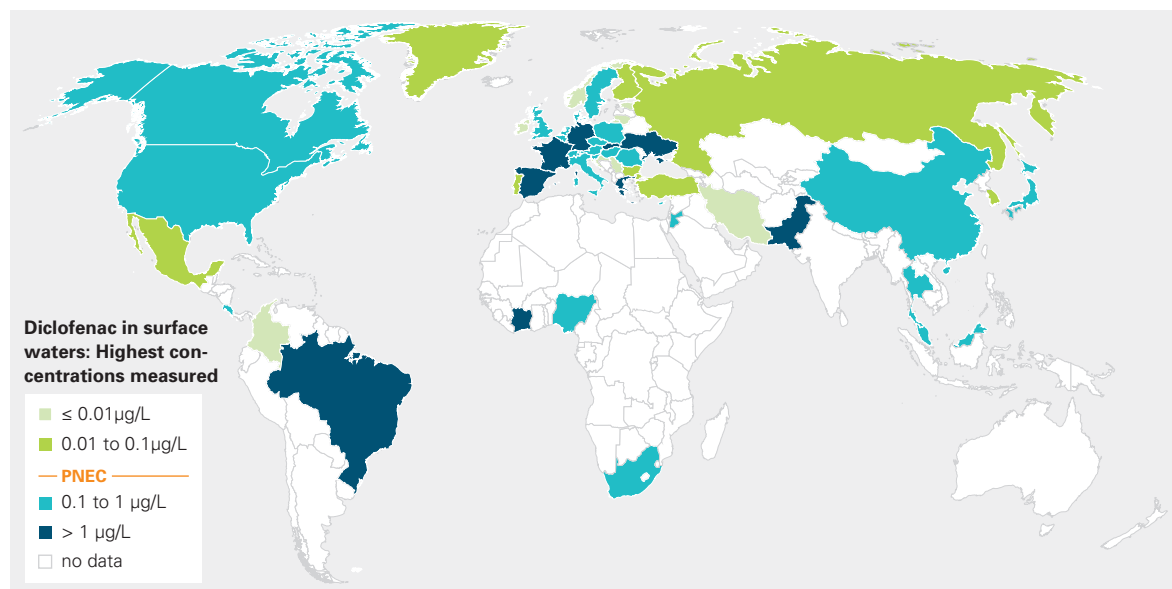 Diclofenac in surface
waters: Highest con-
centrations measured
≤ 0.01µg/L
0.01 to 0.1µg/L
PNEC
0.1 to 1 µg/L
> 1 µg/L
no data